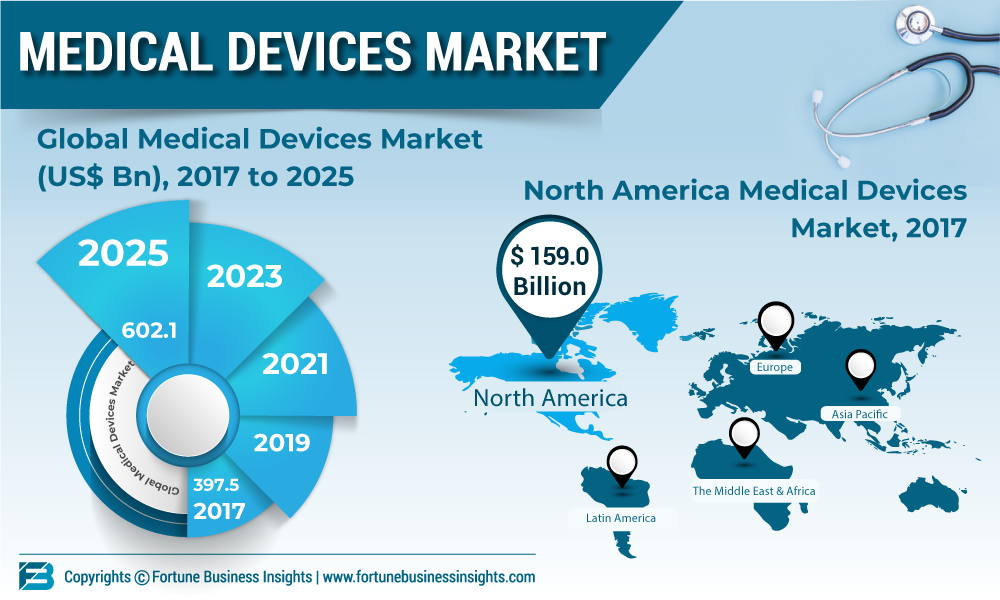 MEDICAL DEVICES MARKET
Global Medical Devices Market
(US$ Bn), 2017 to 2025
2025
602.1
2023
2021
2019
397.5
2017
Global Medical Devices Market
Global Medical
North America Medical Devices
Market, 2017
$ 159.0
Billion
North America
Europe
Asia Pacific
The Middle East & Africa
Latin America
Copyrights © Fortune Business Insights | www.fortunebusinessinsights.com